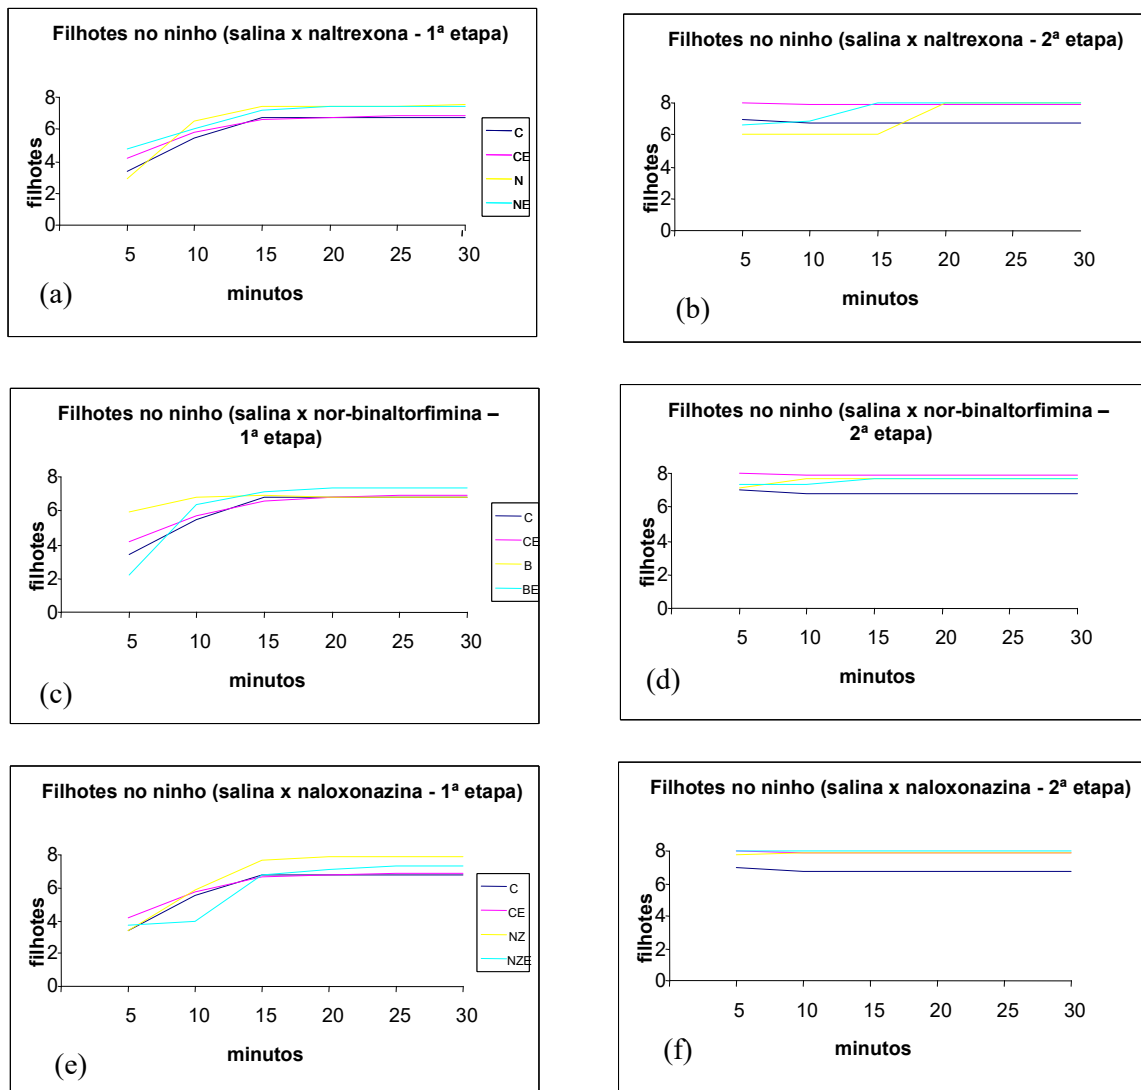 Filhotes no ninho (salina x naltrexona - 1ª etapa)
8
6
4
2
0
filhotes
5 10 15 20 25 30
minutos
C
CE
N
NE
(a)
Filhotes no ninho (salina x naltrexona - 2ª etapa)
8
6
4
2
0
filhotes
5 10 15 20 25 30
minutos
(b)
Filhotes no ninho (salina x nor-binaltorfimina –
1ª etapa)
8
6
4
2
0
filhotes
5 10 15 20 25 30
minutos
C
CE
B
BE
(c)
Filhotes no ninho (salina x nor-binaltorfimina –
2ª etapa)
8
6
4
2
0
filhotes
5 10 15 20 25 30
minutos
(d)
Filhotes no ninho (salina x naloxonazina - 1ª etapa)
8
6
4
2
0
filhotes
5 10 15 20 25 30
minutos
C
CE
NZ
NZE
(e)
Filhotes no ninho (salina x naloxonazina - 2ª etapa)
8
6
4
2
0
filhotes
5 10 15 20 25 30
minutos
(f)